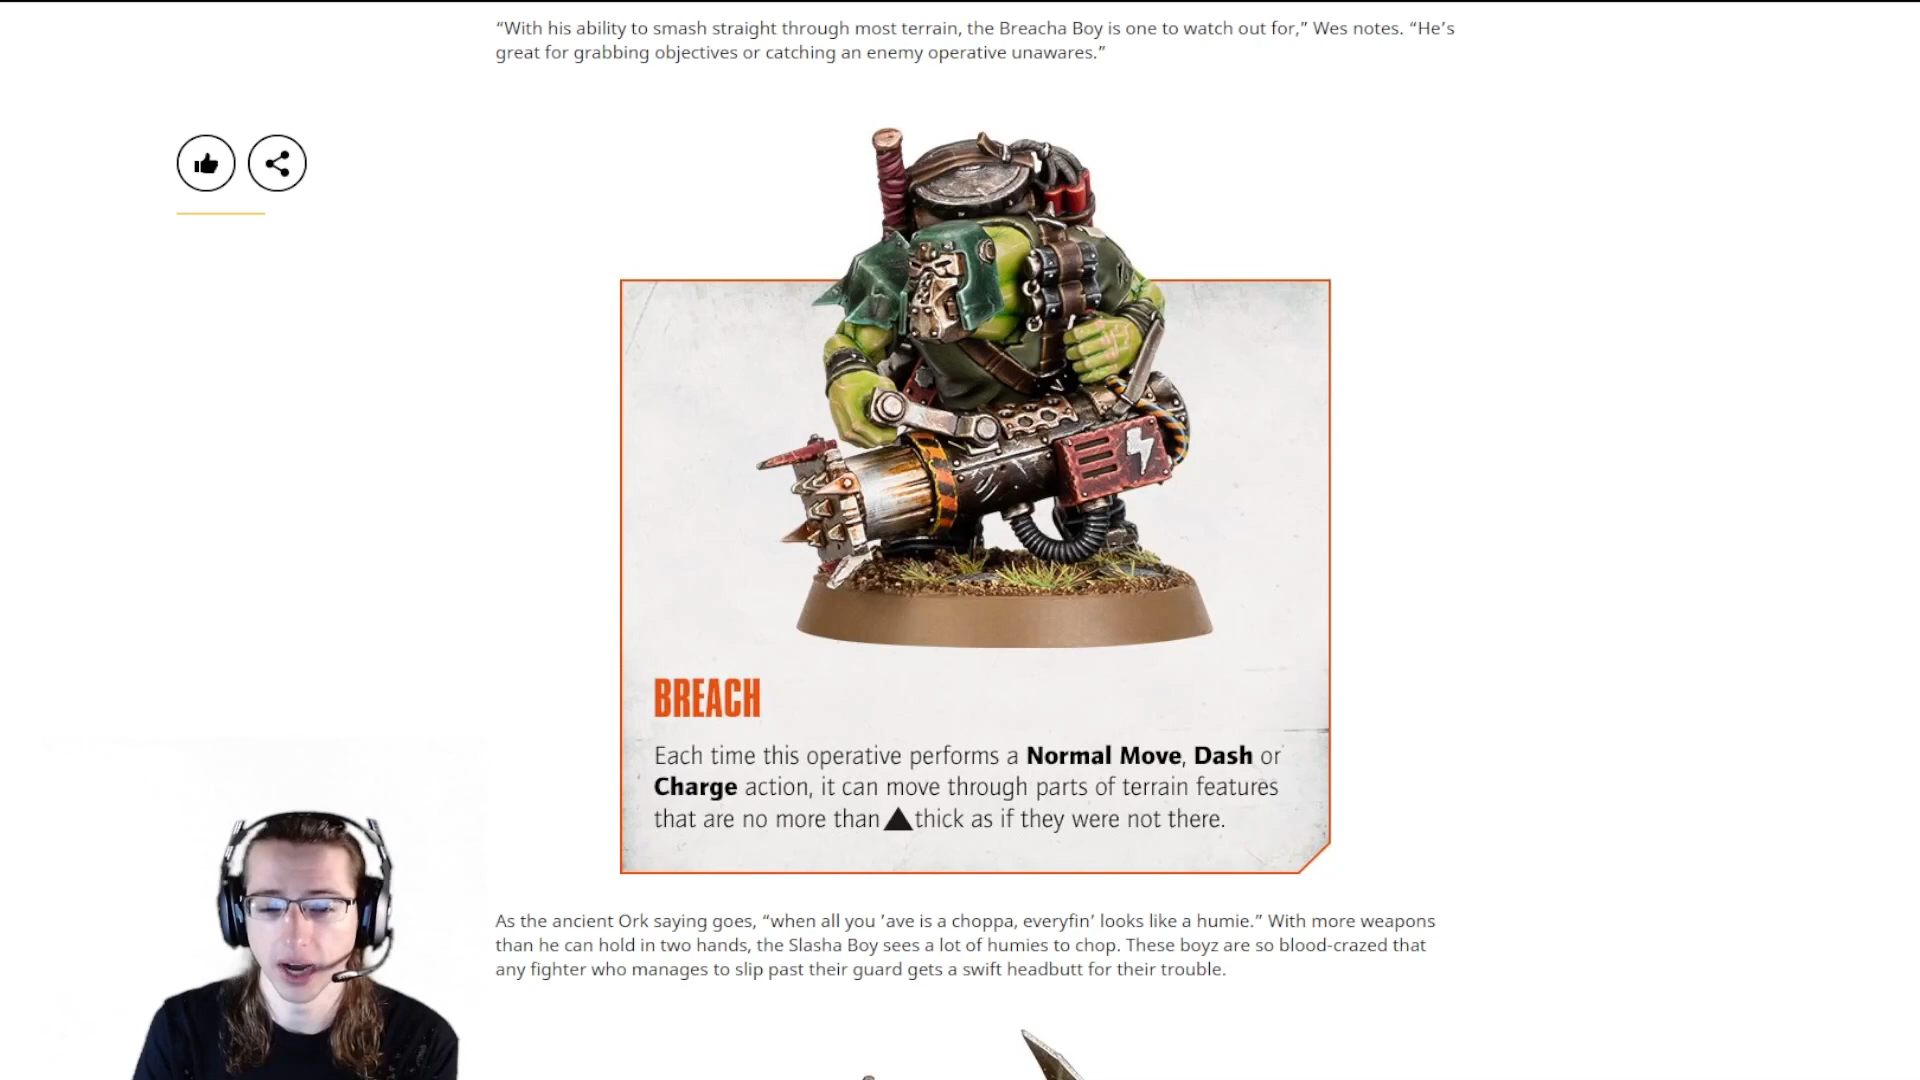 “With his ability to smash straight through most terrain, the Breacha Boy is one to watch out for,” Wes notes. “He’s
great for grabbing objectives or catching an enemy operative unawares.”
BREACH
Each time this operative performs a Normal Move, Dash or
Charge action, it can move through parts of terrain features
that are no more than ▲ thick as if they were not there.
As the ancient Ork saying goes, “when all you ’ave is a choppa, everyfin’ looks like a humie.” With more weapons
than he can hold in two hands, the Slasha Boy sees a lot of humies to chop. These boyz are so blood-crazed that
any fighter who manages to slip past their guard gets a swift headbutt for their trouble.